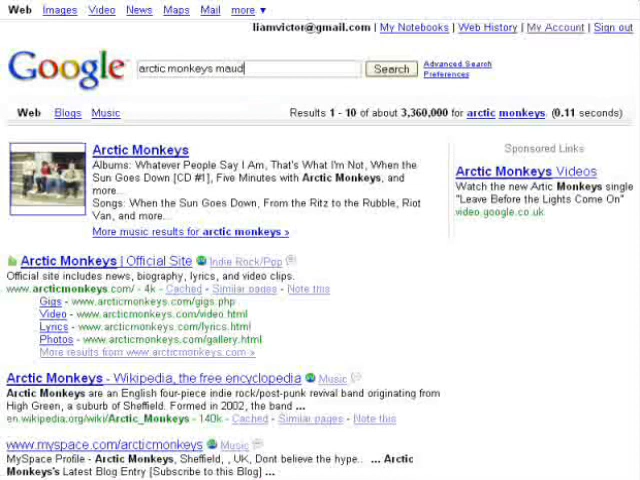 Web Images Video News Maps Mail more ▼
liamvictor@gmail.com | My Notebooks | Web History | My Account | Sign out
Google arctic monkeys maud Search Advanced Search
Preferences
Web Blogs Music Results 1 - 10 of about 3,360,000 for arctic monkeys. (0.11 seconds)
Arctic Monkeys
Albums: Whatever People Say I Am, That's What I'm Not, When the
Sun Goes Down [CD #1], Five Minutes with Arctic Monkeys, and
more...
Songs: When the Sun Goes Down, From the Ritz to the Rubble, Riot
Van, and more...
More music results for arctic monkeys »
Sponsored Links
Arctic Monkeys Videos
Watch the new Artic Monkeys single
"Leave Before the Lights Come On"
video.google.co.uk
Arctic Monkeys | Official Site Indie Rock/Pop
Official site includes news, biography, lyrics, and video clips.
www.arcticmonkeys.com/ - 4k - Cached - Similar pages - Note this
Gigs - www.arcticmonkeys.com/gigs.php
Video - www.arcticmonkeys.com/video.html
Lyrics - www.arcticmonkeys.com/lyrics.html
Photos - www.arcticmonkeys.com/gallery.html
More results from www.arcticmonkeys.com »
Arctic Monkeys - Wikipedia, the free encyclopedia Music
Arctic Monkeys are an English four-piece indie rock/post-punk revival band originating from
High Green, a suburb of Sheffield. Formed in 2002, the band ...
en.wikipedia.org/wiki/Arctic_Monkeys - 140k - Cached - Similar pages - Note this
www.myspace.com/arcticmonkeys Music
MySpace Profile - Arctic Monkeys, Sheffield, , UK, Dont believe the hype.. ... Arctic
Monkeys's Latest Blog Entry [Subscribe to this Blog] ...